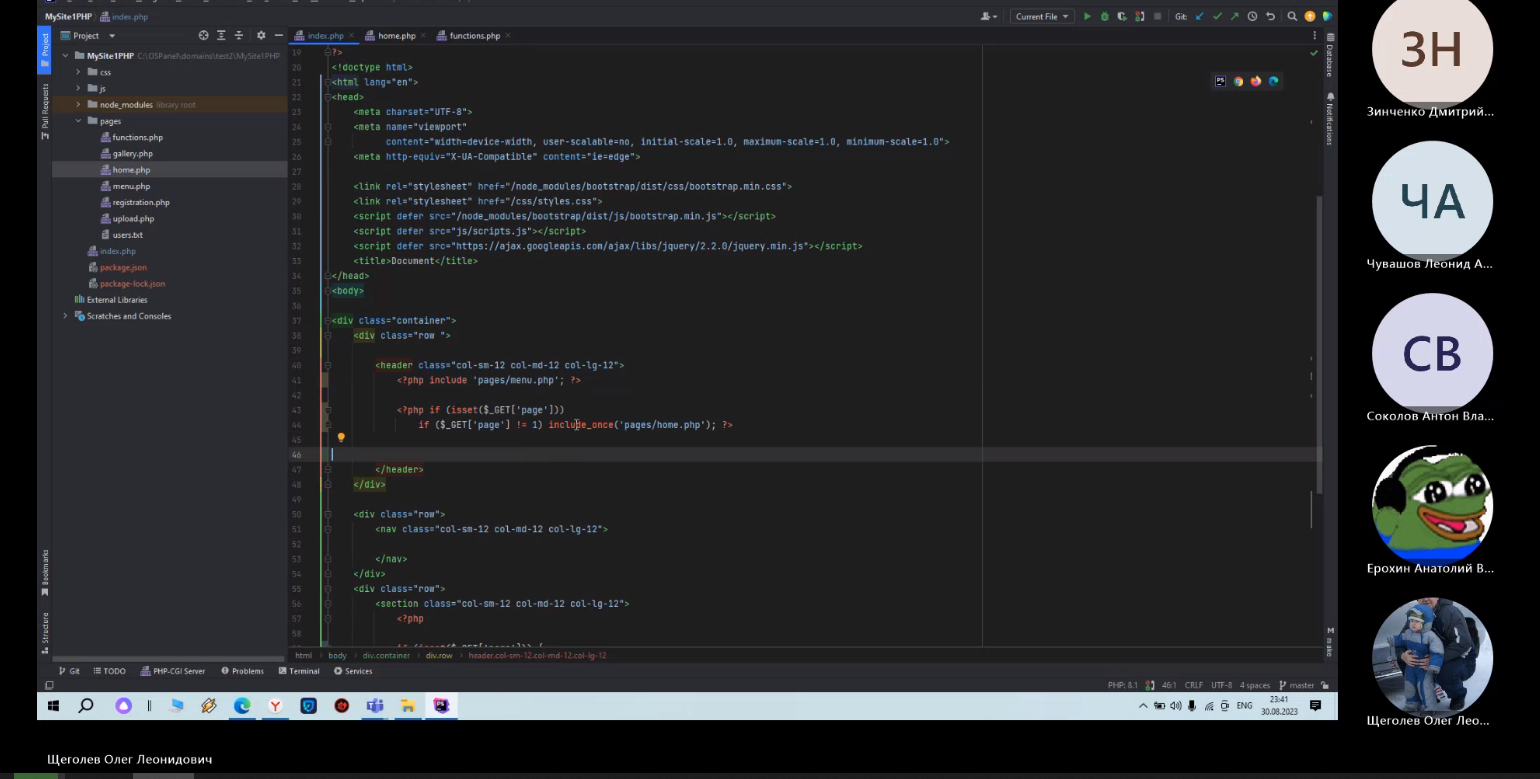 MySite1PHP index.php
Current File
Git:
Project
index.php
home.php
functions.php
MySite1PHP C:\OSPanel\domains\test2\MySite1PHP
css
js
node_modules library root
pages
functions.php
gallery.php
home.php
menu.php
registration.php
upload.php
users.txt
index.php
package.json
package-lock.json
External Libraries
Scratches and Consoles
Project
Pull Requests
Bookmarks
Structure
19 ?>
20 <!doctype html>
21 <html lang="en">
22 <head>
23 <meta charset="UTF-8">
24 <meta name="viewport"
25 content="width=device-width, user-scalable=no, initial-scale=1.0, maximum-scale=1.0, minimum-scale=1.0">
26 <meta http-equiv="X-UA-Compatible" content="ie=edge">
27
28 <link rel="stylesheet" href="/node_modules/bootstrap/dist/css/bootstrap.min.css">
29 <link rel="stylesheet" href="/css/styles.css">
30 <script defer src="/node_modules/bootstrap/dist/js/bootstrap.min.js"></script>
31 <script defer src="js/scripts.js"></script>
32 <script defer src="https://ajax.googleapis.com/ajax/libs/jquery/2.2.0/jquery.min.js"></script>
33 <title>Document</title>
34 </head>
35 <body>
36
37 <div class="container">
38 <div class="row ">
39
40 <header class="col-sm-12 col-md-12 col-lg-12">
41 <?php include 'pages/menu.php'; ?>
42
43 <?php if (isset($_GET['page']))
44 if ($_GET['page'] != 1) include_once('pages/home.php'); ?>
45
46
47 </header>
48 </div>
49
50 <div class="row">
51 <nav class="col-sm-12 col-md-12 col-lg-12">
52
53 </nav>
54 </div>
55 <div class="row">
56 <section class="col-sm-12 col-md-12 col-lg-12">
57 <?php
58
html body div.container div.row header.col-sm-12.col-md-12.col-lg-12
Database
Notifications
Git
TODO
PHP-CGI Server
Problems
Terminal
Services
PHP: 8.1 46:1 CRLF UTF-8 4 spaces master
ENG
23:41
30.08.2023
ЗН
Зинченко Дмитрий...
ЧА
Чувашов Леонид А...
СВ
Соколов Антон Вла...
Ерохин Анатолий В...
Щеголев Олег Лео...
Щеголев Олег Леонидович